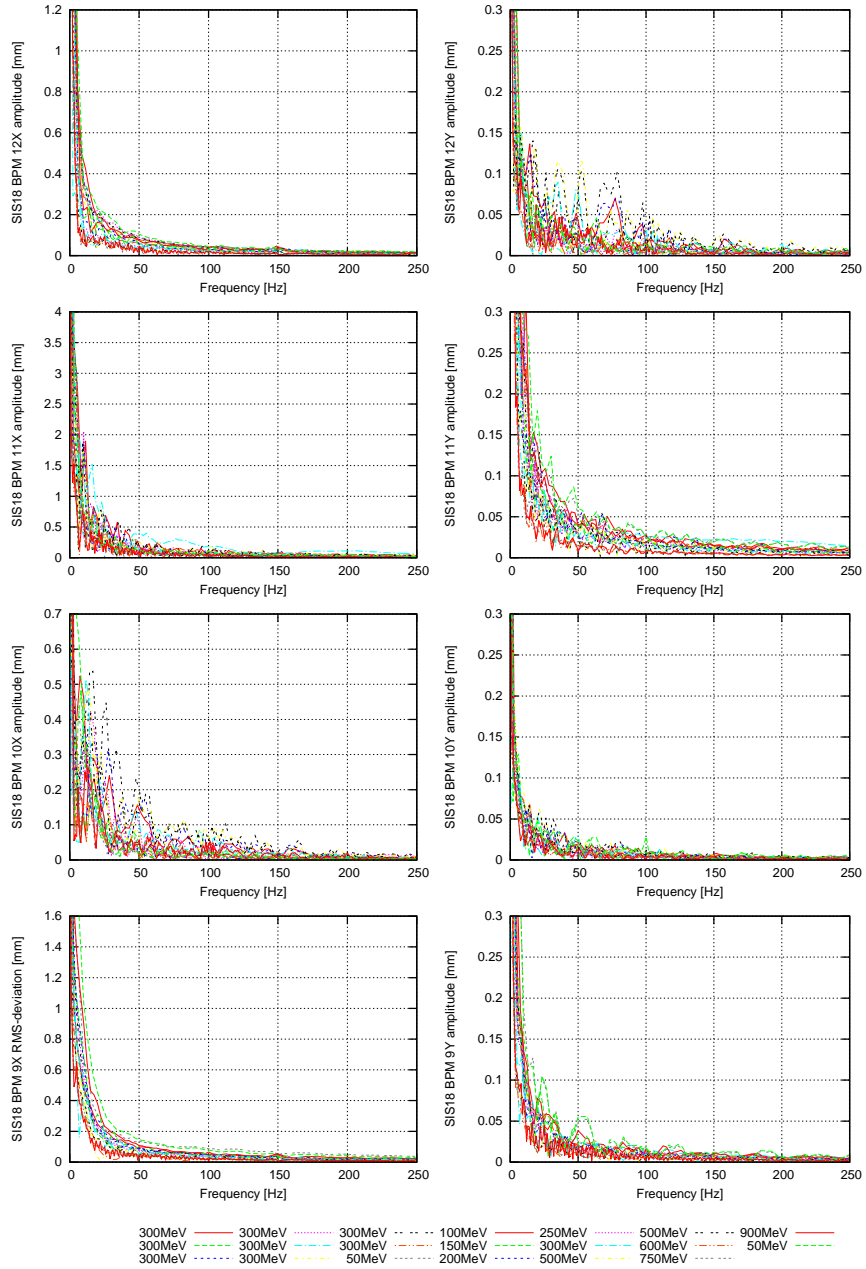 SIS18 BPM 12X amplitude [mm]
1.2
1
0.8
0.6
0.4
0.2
0
0 50 100 150 200 250
Frequency [Hz]
SIS18 BPM 12Y amplitude [mm]
0.3
0.25
0.2
0.15
0.1
0.05
0
0 50 100 150 200 250
Frequency [Hz]
SIS18 BPM 11X amplitude [mm]
4
3.5
3
2.5
2
1.5
1
0.5
0
0 50 100 150 200 250
Frequency [Hz]
SIS18 BPM 11Y amplitude [mm]
0.3
0.25
0.2
0.15
0.1
0.05
0
0 50 100 150 200 250
Frequency [Hz]
SIS18 BPM 10X amplitude [mm]
0.7
0.6
0.5
0.4
0.3
0.2
0.1
0
0 50 100 150 200 250
Frequency [Hz]
SIS18 BPM 10Y amplitude [mm]
0.3
0.25
0.2
0.15
0.1
0.05
0
0 50 100 150 200 250
Frequency [Hz]
SIS18 BPM 9X RMS-deviation [mm]
1.6
1.4
1.2
1
0.8
0.6
0.4
0.2
0
0 50 100 150 200 250
Frequency [Hz]
SIS18 BPM 9Y amplitude [mm]
0.3
0.25
0.2
0.15
0.1
0.05
0
0 50 100 150 200 250
Frequency [Hz]
300MeV 300MeV 300MeV 100MeV 250MeV 500MeV 900MeV
300MeV 300MeV 300MeV 150MeV 300MeV 600MeV 50MeV
300MeV 300MeV 50MeV 200MeV 500MeV 750MeV